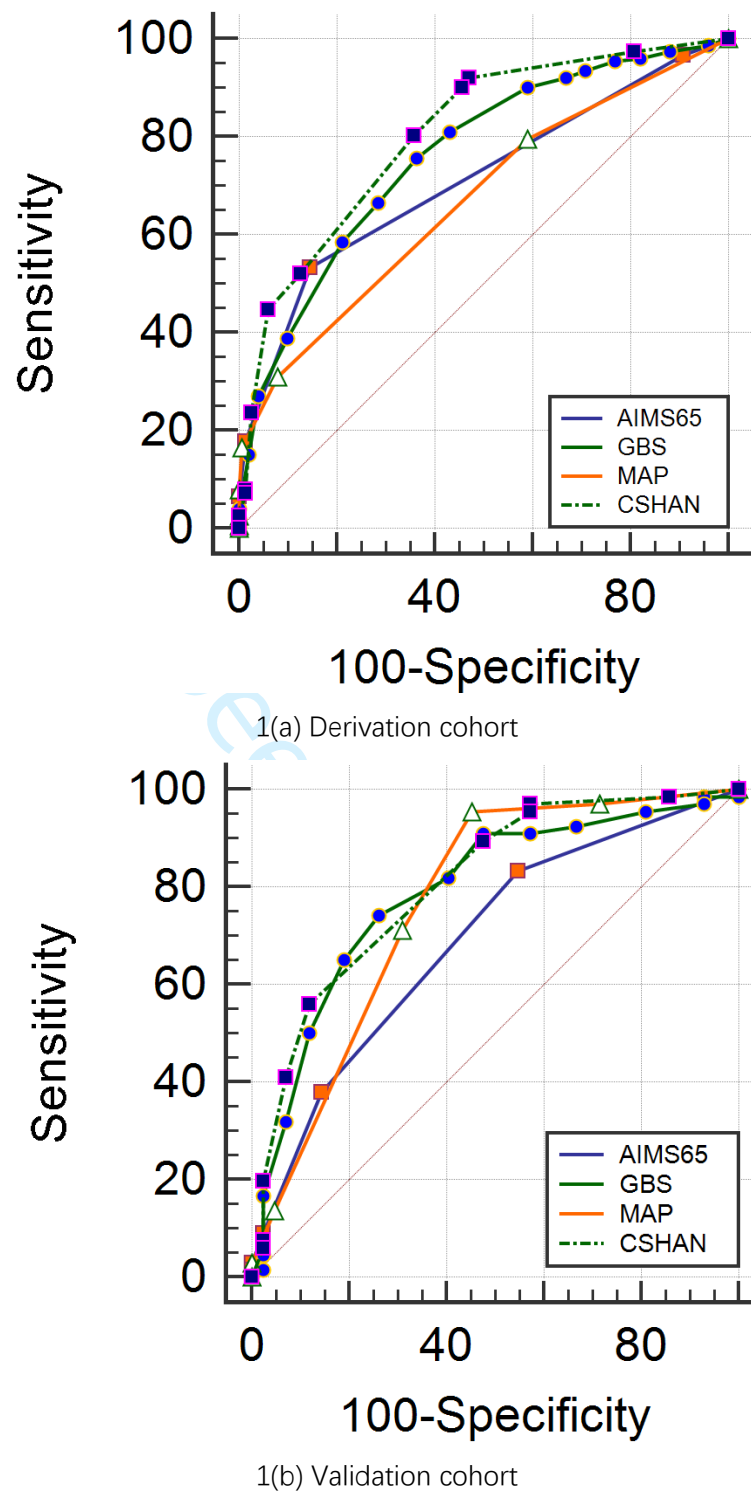 100
80
60
40
20
0
Sensitivity
AIMS65
GBS
MAP
CSHAN
0 40 80
100-Specificity
1(a) Derivation cohort
100
80
60
40
20
0
Sensitivity
AIMS65
GBS
MAP
CSHAN
0 40 80
100-Specificity
1(b) Validation cohort